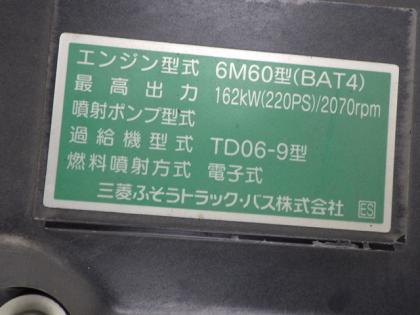 エンジン型式 6M60型(BAT4)
最高出力 162kW(220PS)/2070rpm
噴射ポンプ型式
過給機型式 TD06-9型
燃料噴射方式 電子式
三菱ふそうトラック・バス株式会社 ES